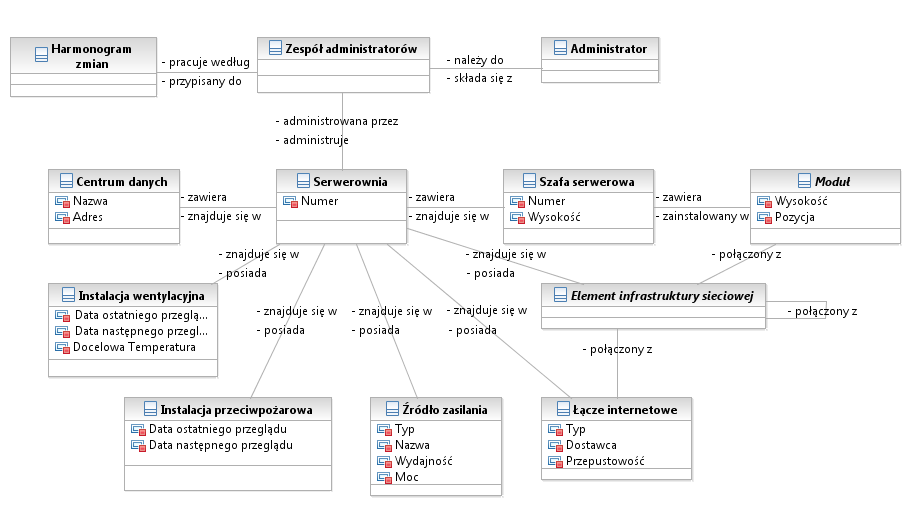 Harmonogram
zmian
- pracuje według
- przypisany do
Zespół administratorów
- należy do
- składa się z
Administrator
- administrowana przez
- administruje
Centrum danych
Nazwa
Adres
- zawiera
- znajduje się w
Serwerownia
Numer
- zawiera
- znajduje się w
Szafa serwerowa
Numer
Wysokość
- zawiera
- zainstalowany w
Moduł
Wysokość
Pozycja
- znajduje się w
- posiada
- znajduje się w
- posiada
- połączony z
Instalacja wentylacyjna
Data ostatniego przeglą...
Data następnego przegl...
Docelowa Temperatura
- znajduje się w
- posiada
- znajduje się w
- posiada
- znajduje się w
- posiada
Element infrastruktury sieciowej
- połączony z
- połączony z
Instalacja przeciwpożarowa
Data ostatniego przeglądu
Data następnego przeglądu
Źródło zasilania
Typ
Nazwa
Wydajność
Moc
Łącze internetowe
Typ
Dostawca
Przepustowość